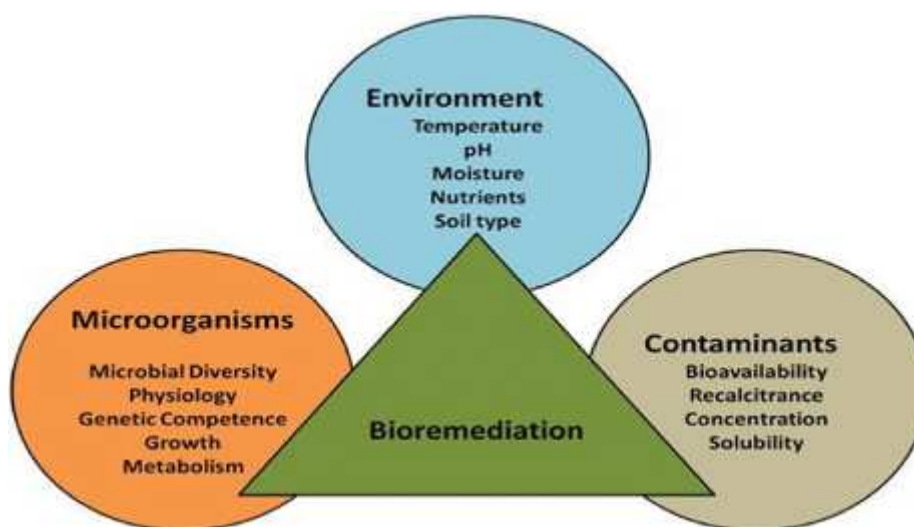 Environment
Temperature
pH
Moisture
Nutrients
Soil type
Microorganisms
Microbial Diversity
Physiology
Genetic Competence
Growth
Metabolism
Contaminants
Bioavailability
Recalcitrance
Concentration
Solubility
Bioremediation